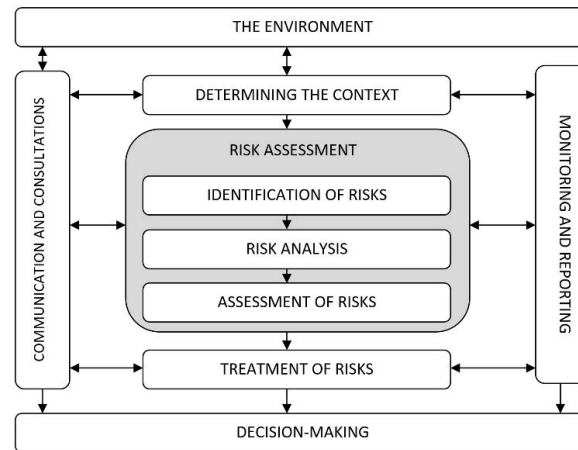 THE ENVIRONMENT
COMMUNICATION AND CONSULTATIONS
DETERMINING THE CONTEXT
RISK ASSESSMENT
IDENTIFICATION OF RISKS
RISK ANALYSIS
ASSESSMENT OF RISKS
TREATMENT OF RISKS
MONITORING AND REPORTING
DECISION-MAKING